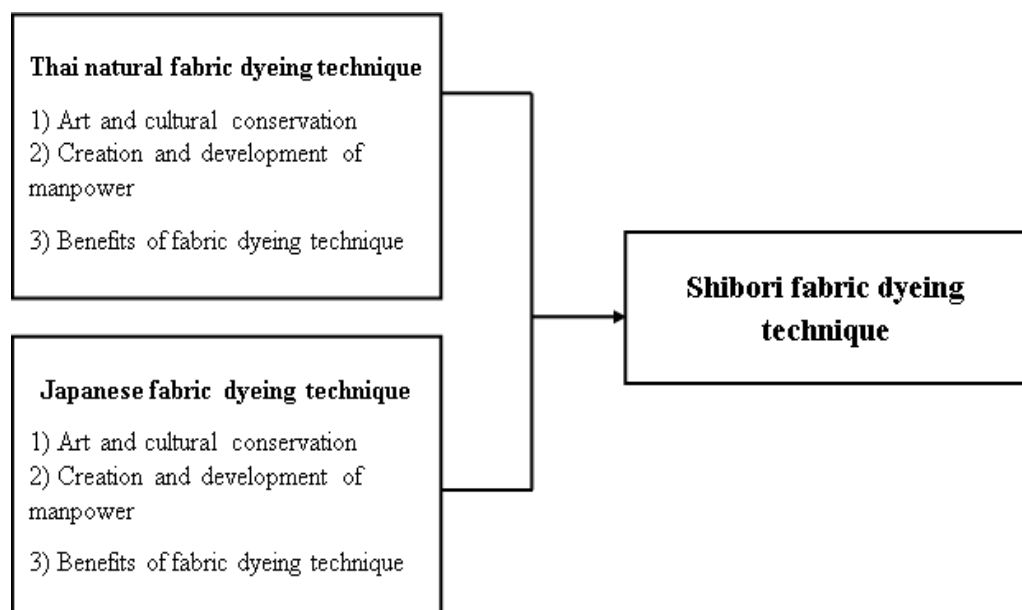 Thai natural fabric dyeing technique
1) Art and cultural conservation
2) Creation and development of
manpower
3) Benefits of fabric dyeing technique
Japanese fabric dyeing technique
1) Art and cultural conservation
2) Creation and development of
manpower
3) Benefits of fabric dyeing technique
Shibori fabric dyeing
technique